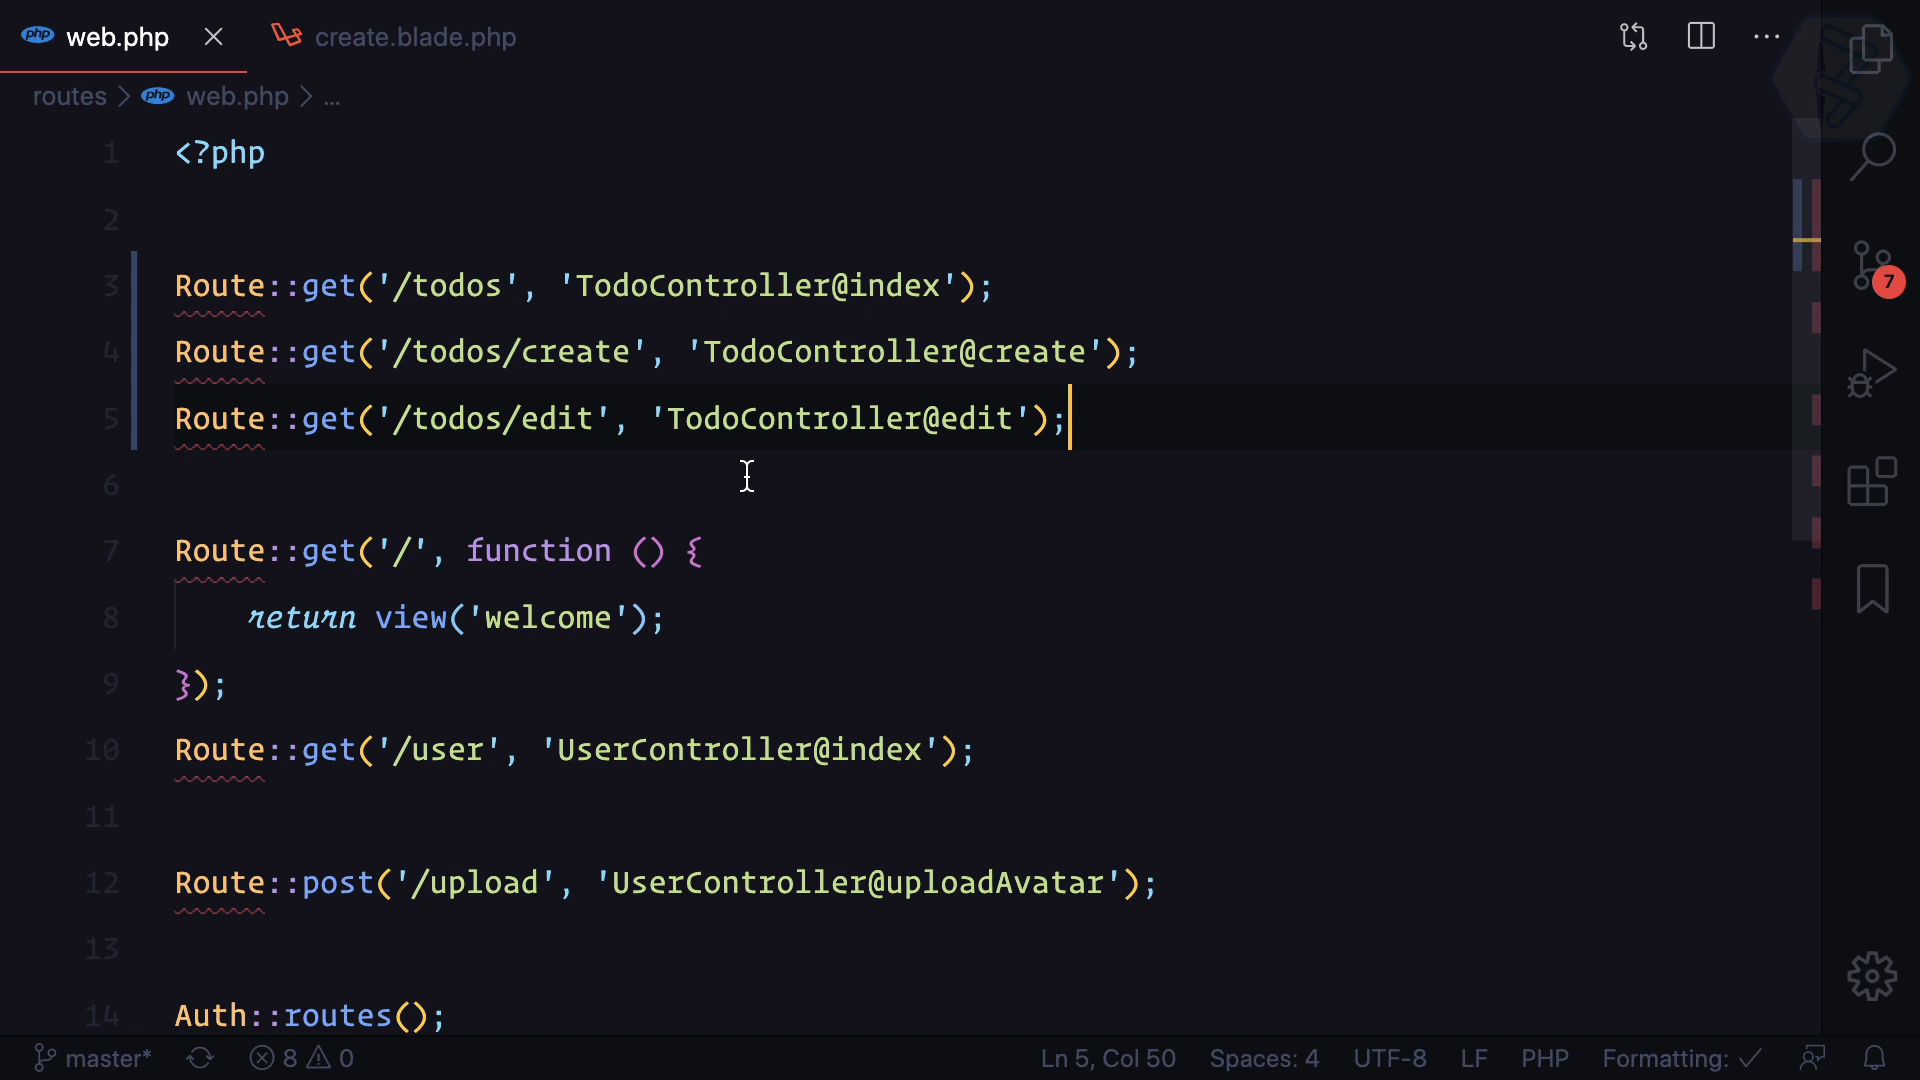 php web.php create.blade.php
routes > php web.php > ...
1 <?php
2
3 Route::get('/todos', 'TodoController@index');
4 Route::get('/todos/create', 'TodoController@create');
5 Route::get('/todos/edit', 'TodoController@edit');
6
7 Route::get('/', function () {
8 return view('welcome');
9 });
10 Route::get('/user', 'UserController@index');
11
12 Route::post('/upload', 'UserController@uploadAvatar');
13
14 Auth::routes();
7
master* 8 0 Ln 5, Col 50 Spaces: 4 UTF-8 LF PHP Formatting: ✓